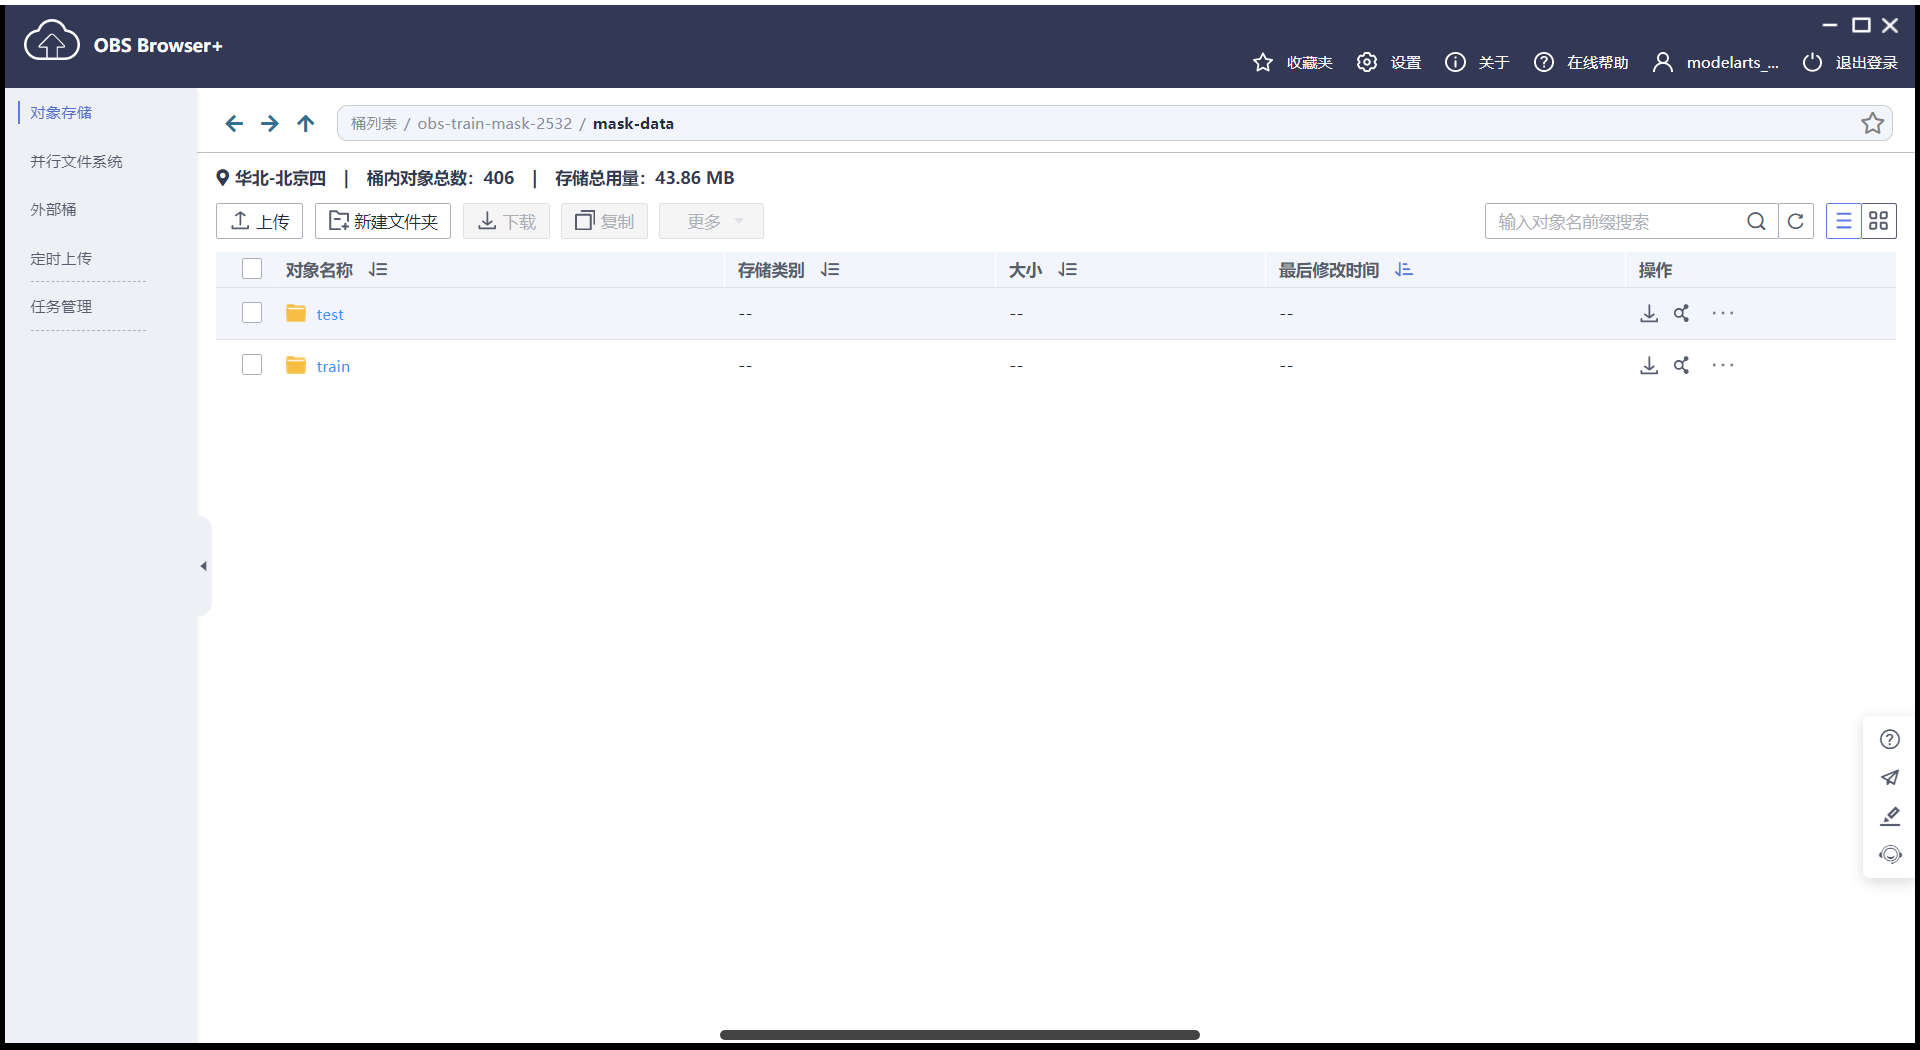 OBS Browser+
收藏夹 设置 关于 在线帮助 modelarts_... 退出登录
对象存储
并行文件系统
外部桶
定时上传
任务管理
桶列表 / obs-train-mask-2532 / mask-data
华北-北京四 | 桶内对象总数：406 | 存储总用量：43.86 MB
上传 新建文件夹 下载 复制 更多 输入对象名前缀搜索
对象名称 存储类别 大小 最后修改时间 操作
test -- -- -- ...
train -- -- -- ...